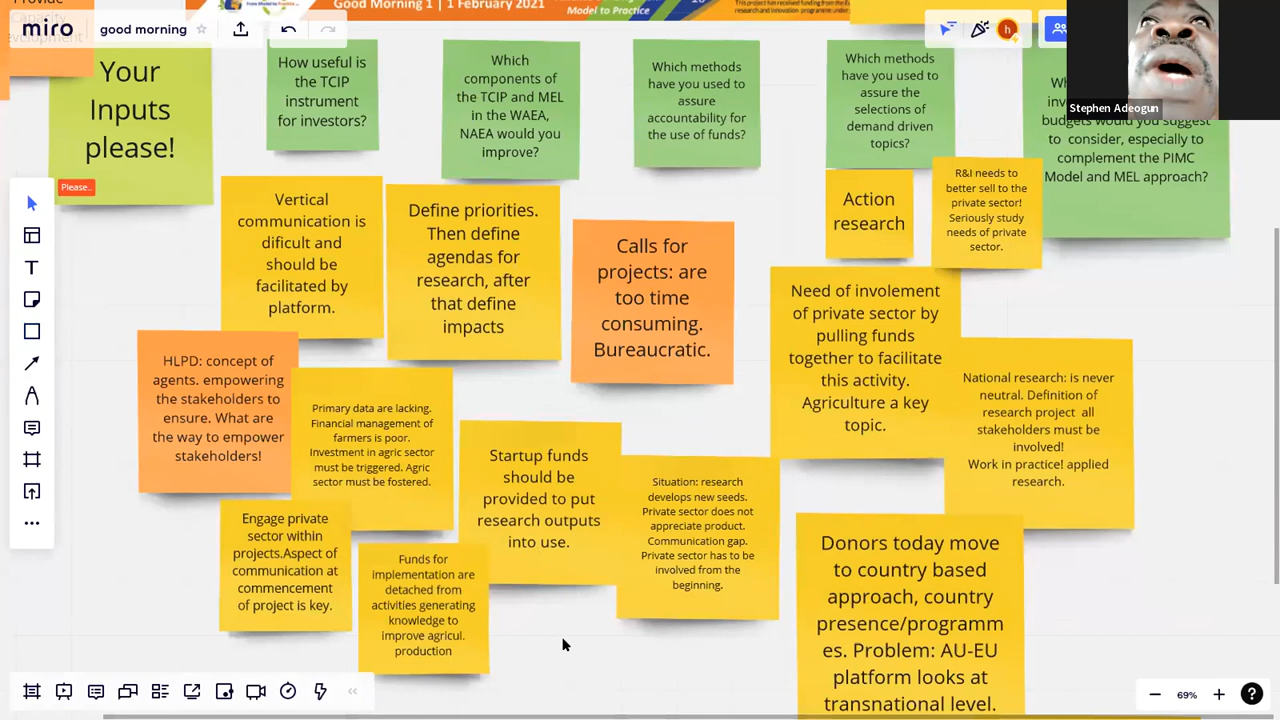 Provide
Good Morning 1 | 1 February 2021
Model to Practice
miro
good morning
h
Stephen Adeogun
Your
Inputs
please!
Please..
How useful is
the TCIP
instrument
for investors?
Which
components of
the TCIP and MEL
in the WAEA,
NAEA would you
improve?
Which methods
have you used to
assure
accountability for
the use of funds?
Which methods
have you used to
assure the
selections of
demand driven
topics?
budgets would you suggest
to consider, especially to
complement the PIMC
Model and MEL approach?
Vertical
communication is
dificult and
should be
facilitated by
platform.
Define priorities.
Then define
agendas for
research, after
that define
impacts
Calls for
projects: are
too time
consuming.
Bureaucratic.
Action
research
R&I needs to
better sell to the
private sector!
Seriously study
needs of private
sector.
Need of involement
of private sector by
pulling funds
together to facilitate
this activity.
Agriculture a key
topic.
HLPD: concept of
agents. empowering
the stakeholders to
ensure. What are
the way to empower
stakeholders!
Primary data are lacking.
Financial management of
farmers is poor.
Investment in agric sector
must be triggered. Agric
sector must be fostered.
Startup funds
should be
provided to put
research outputs
into use.
Situation: research
develops new seeds.
Private sector does not
appreciate product.
Communication gap.
Private sector has to be
involved from the
beginning.
National research: is never
neutral. Definition of
research project all
stakeholders must be
involved!
Work in practice! applied
research.
Engage private
sector within
projects.Aspect of
communication at
commencement
of project is key.
Funds for
implementation are
detached from
activities generating
knowledge to
improve agricul.
production
Donors today move
to country based
approach, country
presence/programm
es. Problem: AU-EU
platform looks at
transnational level.
69%